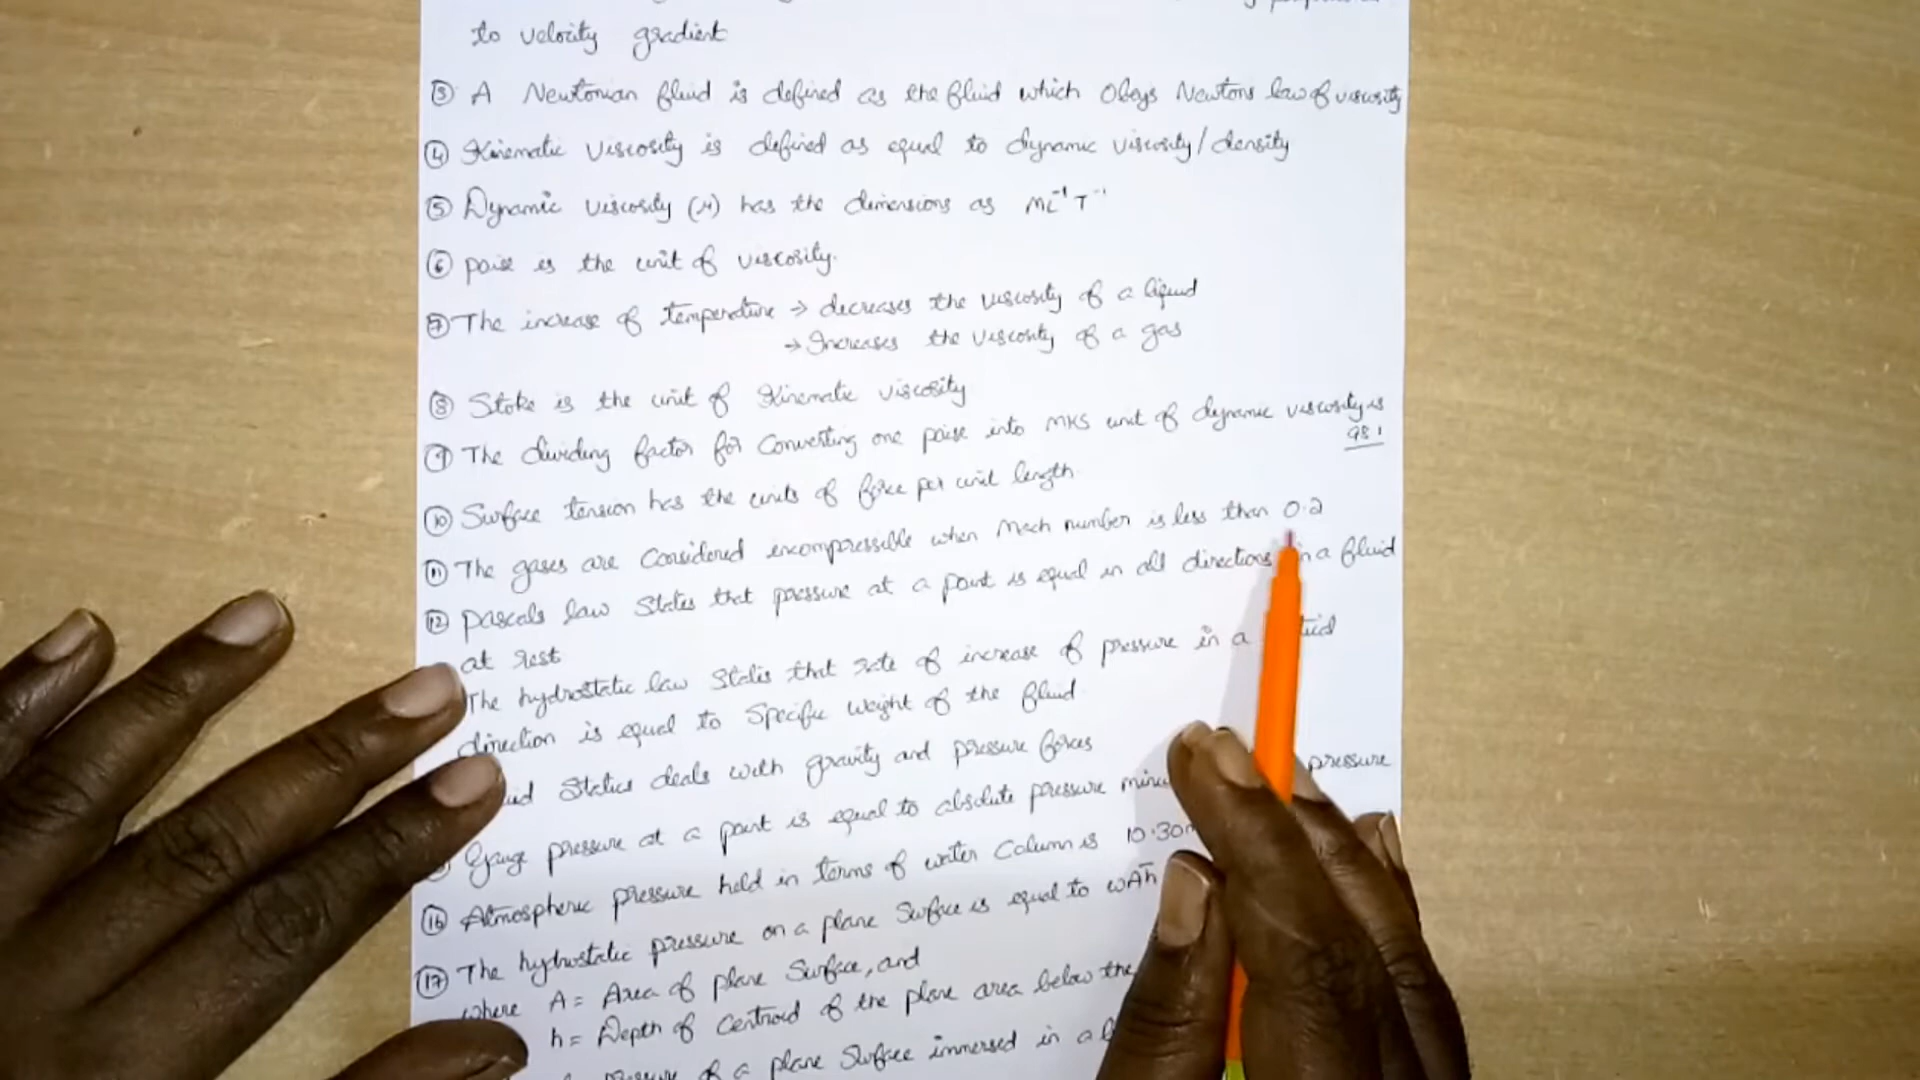 to velocity gradient
③ A Newtonian fluid is defined as the fluid which Obeys Newtons law of viscosity
④ Kinematic Viscosity is defined as equal to dynamic viscosity/density
⑤ Dynamic viscosity (μ) has the dimensions as ML⁻¹T⁻¹
⑥ poise is the unit of viscosity.
⑦ The increase of temperature → decreases the viscosity of a liquid
→ Increases the viscosity of a gas
⑧ Stoke is the unit of Kinematic viscosity
⑨ The dividing factor for Converting one poise into MKS unit of dynamic viscosity is
98.1
⑩ Surface tension has the units of force per unit length
⑪ The gases are Considered incompressible when Mach number is less than 0.2
⑫ Pascals law States that pressure at a point is equal in all directions in a fluid
at rest
The hydrostatic law States that rate of increase of pressure in a
direction is equal to Specific weight of the fluid
Statics deals with gravity and pressure forces
Gauge pressure at a point is equal to absolute pressure pressure
⑯ Atmospheric pressure held in terms of water Column is 10.30m
⑰ The hydrostatic pressure on a plane Surface is equal to wAh̄
where A = Area of plane Surface, and
h = Depth of Centroid of the plane area below the
of a plane Surface immersed in a